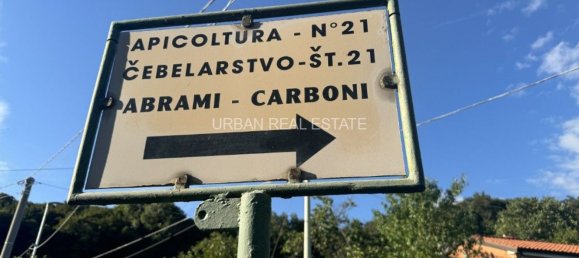 APICOLTURA - N°21
ČEBELARSTVO-ŠT.21
ABRAMI - CARBONI
URBAN REAL ESTATE